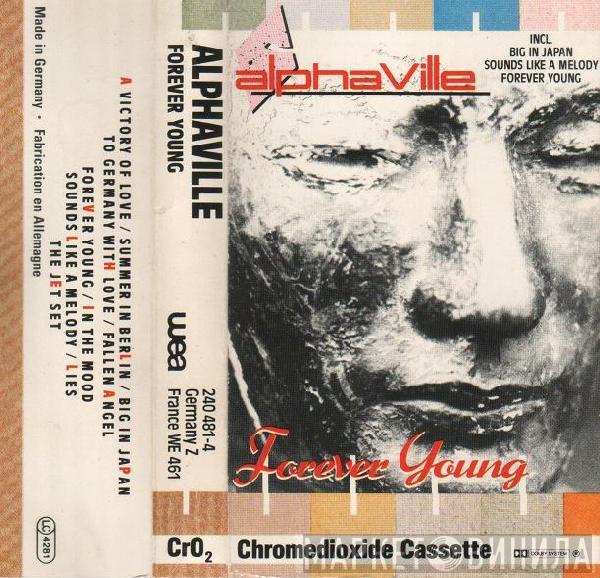 Made in Germany • Fabrication en Allemagne
A VICTORY OF LOVE / SUMMER IN BERLIN / BIG IN JAPAN
TO GERMANY WITH LOVE / FALLEN ANGEL
FOREVER YOUNG / IN THE MOOD
SOUNDS LIKE A MELODY / LIES
THE JET SET
LC 4281
ALPHAVILLE
FOREVER YOUNG
wea
240 481-4
Germany Z
France WE 461
CrO2
alphaville
INCL
BIG IN JAPAN
SOUNDS LIKE A MELODY
FOREVER YOUNG
Forever Young
Chromedioxide Cassette
DOLBY SYSTEM
МАРКЕТ ВИНИЛА